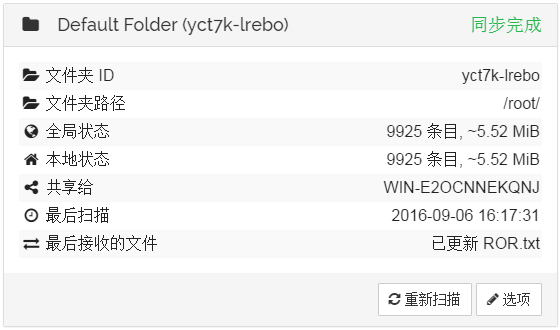 Default Folder (yct7k-lrebo) 同步完成
文件夹 ID yct7k-lrebo
文件夹路径 /root/
全局状态 9925 条目, ~5.52 MiB
本地状态 9925 条目, ~5.52 MiB
共享给 WIN-E2OCNNEKQNJ
最后扫描 2016-09-06 16:17:31
最后接收的文件 已更新 ROR.txt
重新扫描 选项